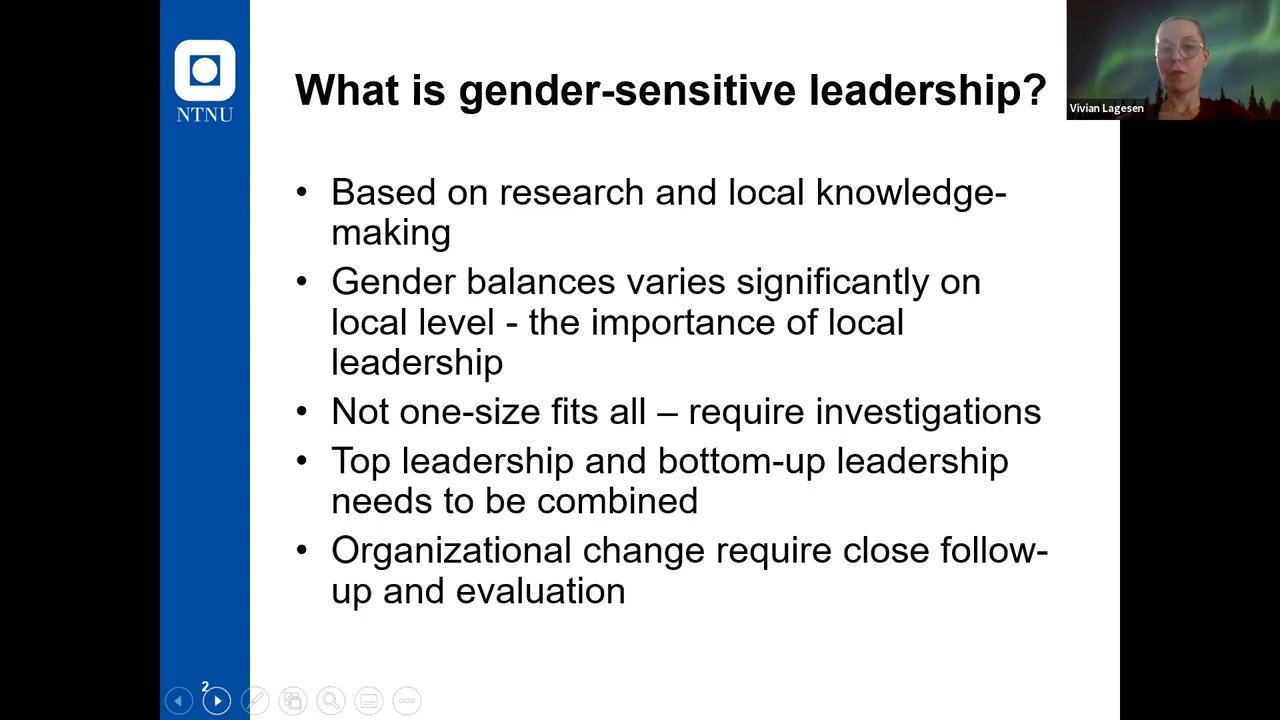 NTNU
What is gender-sensitive leadership?
• Based on research and local knowledge-
making
• Gender balances varies significantly on
local level - the importance of local
leadership
• Not one-size fits all – require investigations
• Top leadership and bottom-up leadership
needs to be combined
• Organizational change require close follow-
up and evaluation
Vivian Lagesen
2